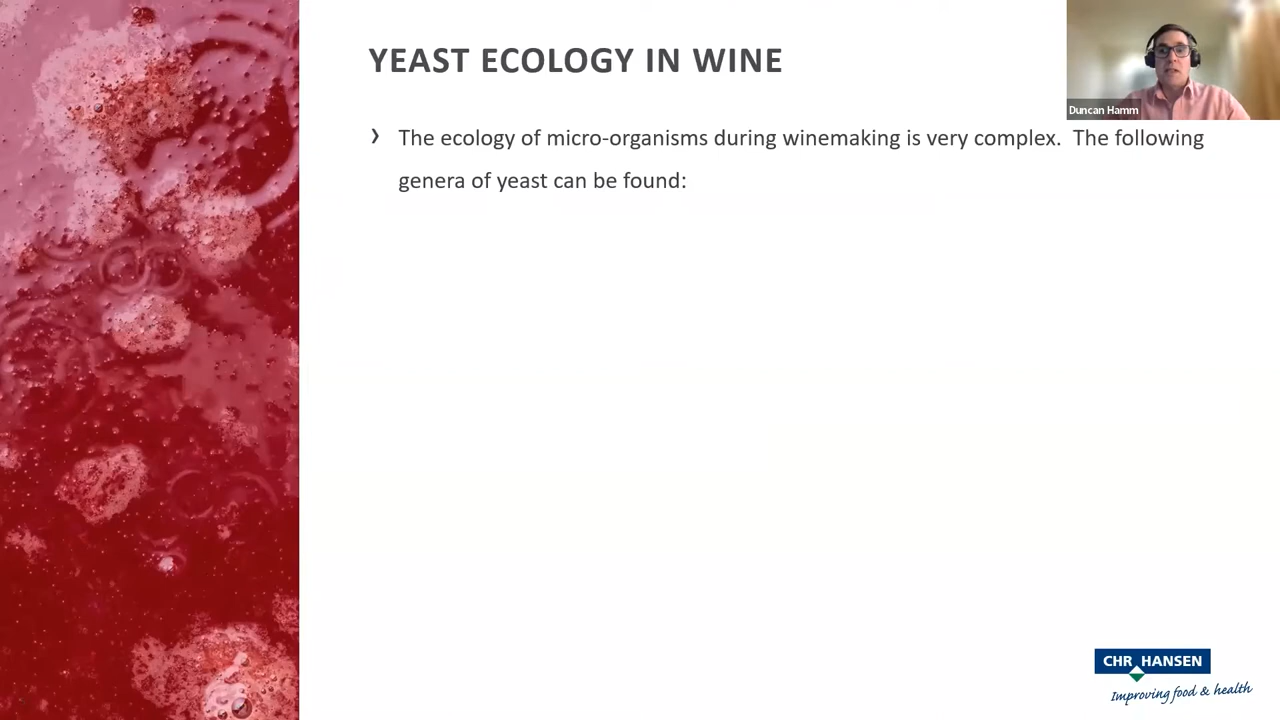 YEAST ECOLOGY IN WINE
Duncan Hamm
› The ecology of micro-organisms during winemaking is very complex.  The following
genera of yeast can be found:
CHR HANSEN
Improving food & health